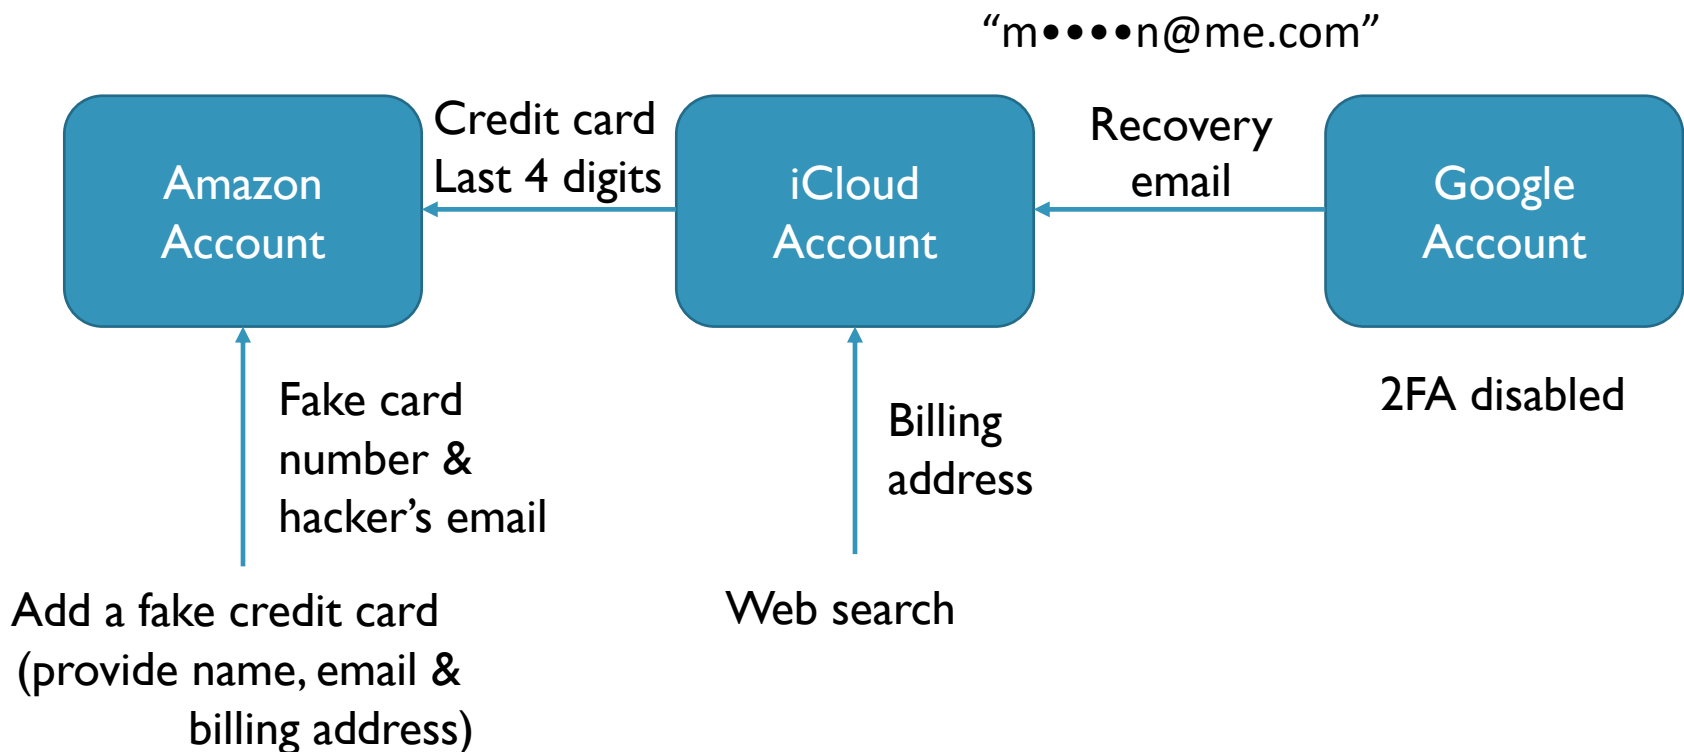 “m••••n@me.com”
Amazon
Account
Credit card
Last 4 digits
iCloud
Account
Recovery
email
Google
Account
Fake card
number &
hacker’s email
Billing
address
2FA disabled
Add a fake credit card
(provide name, email &
billing address)
Web search